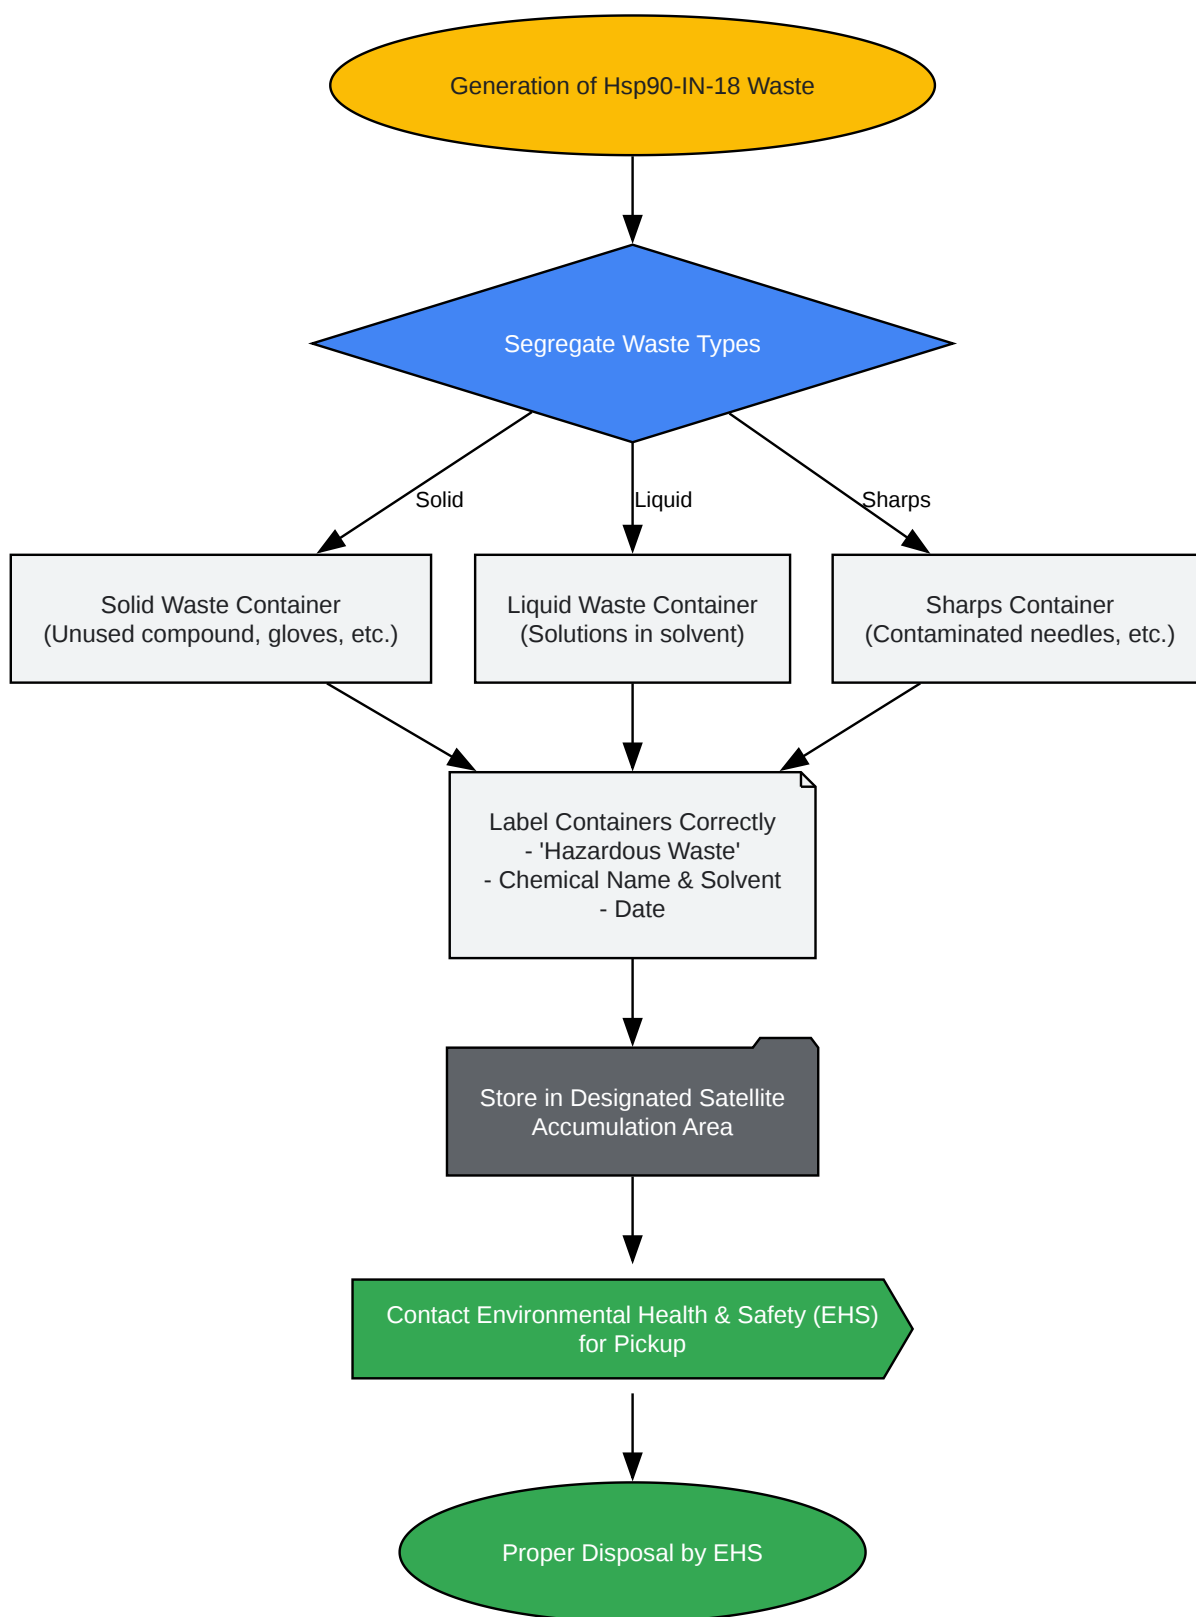 Generation of Hsp90-IN-18 Waste
Segregate Waste Types
Solid
Liquid
Sharps
Solid Waste Container
(Unused compound, gloves, etc.)
Liquid Waste Container
(Solutions in solvent)
Sharps Container
(Contaminated needles, etc.)
Label Containers Correctly
- 'Hazardous Waste'
- Chemical Name & Solvent
- Date
Store in Designated Satellite
Accumulation Area
Contact Environmental Health & Safety (EHS)
for Pickup
Proper Disposal by EHS